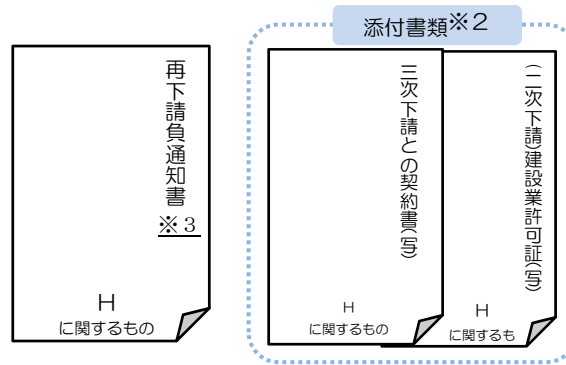 添付書類※2
再下請負通知書
※3
H
に関するもの
三次下請との契約書(写)
H
に関するもの
(二次下請)建設業許可証(写)
H
に関するも